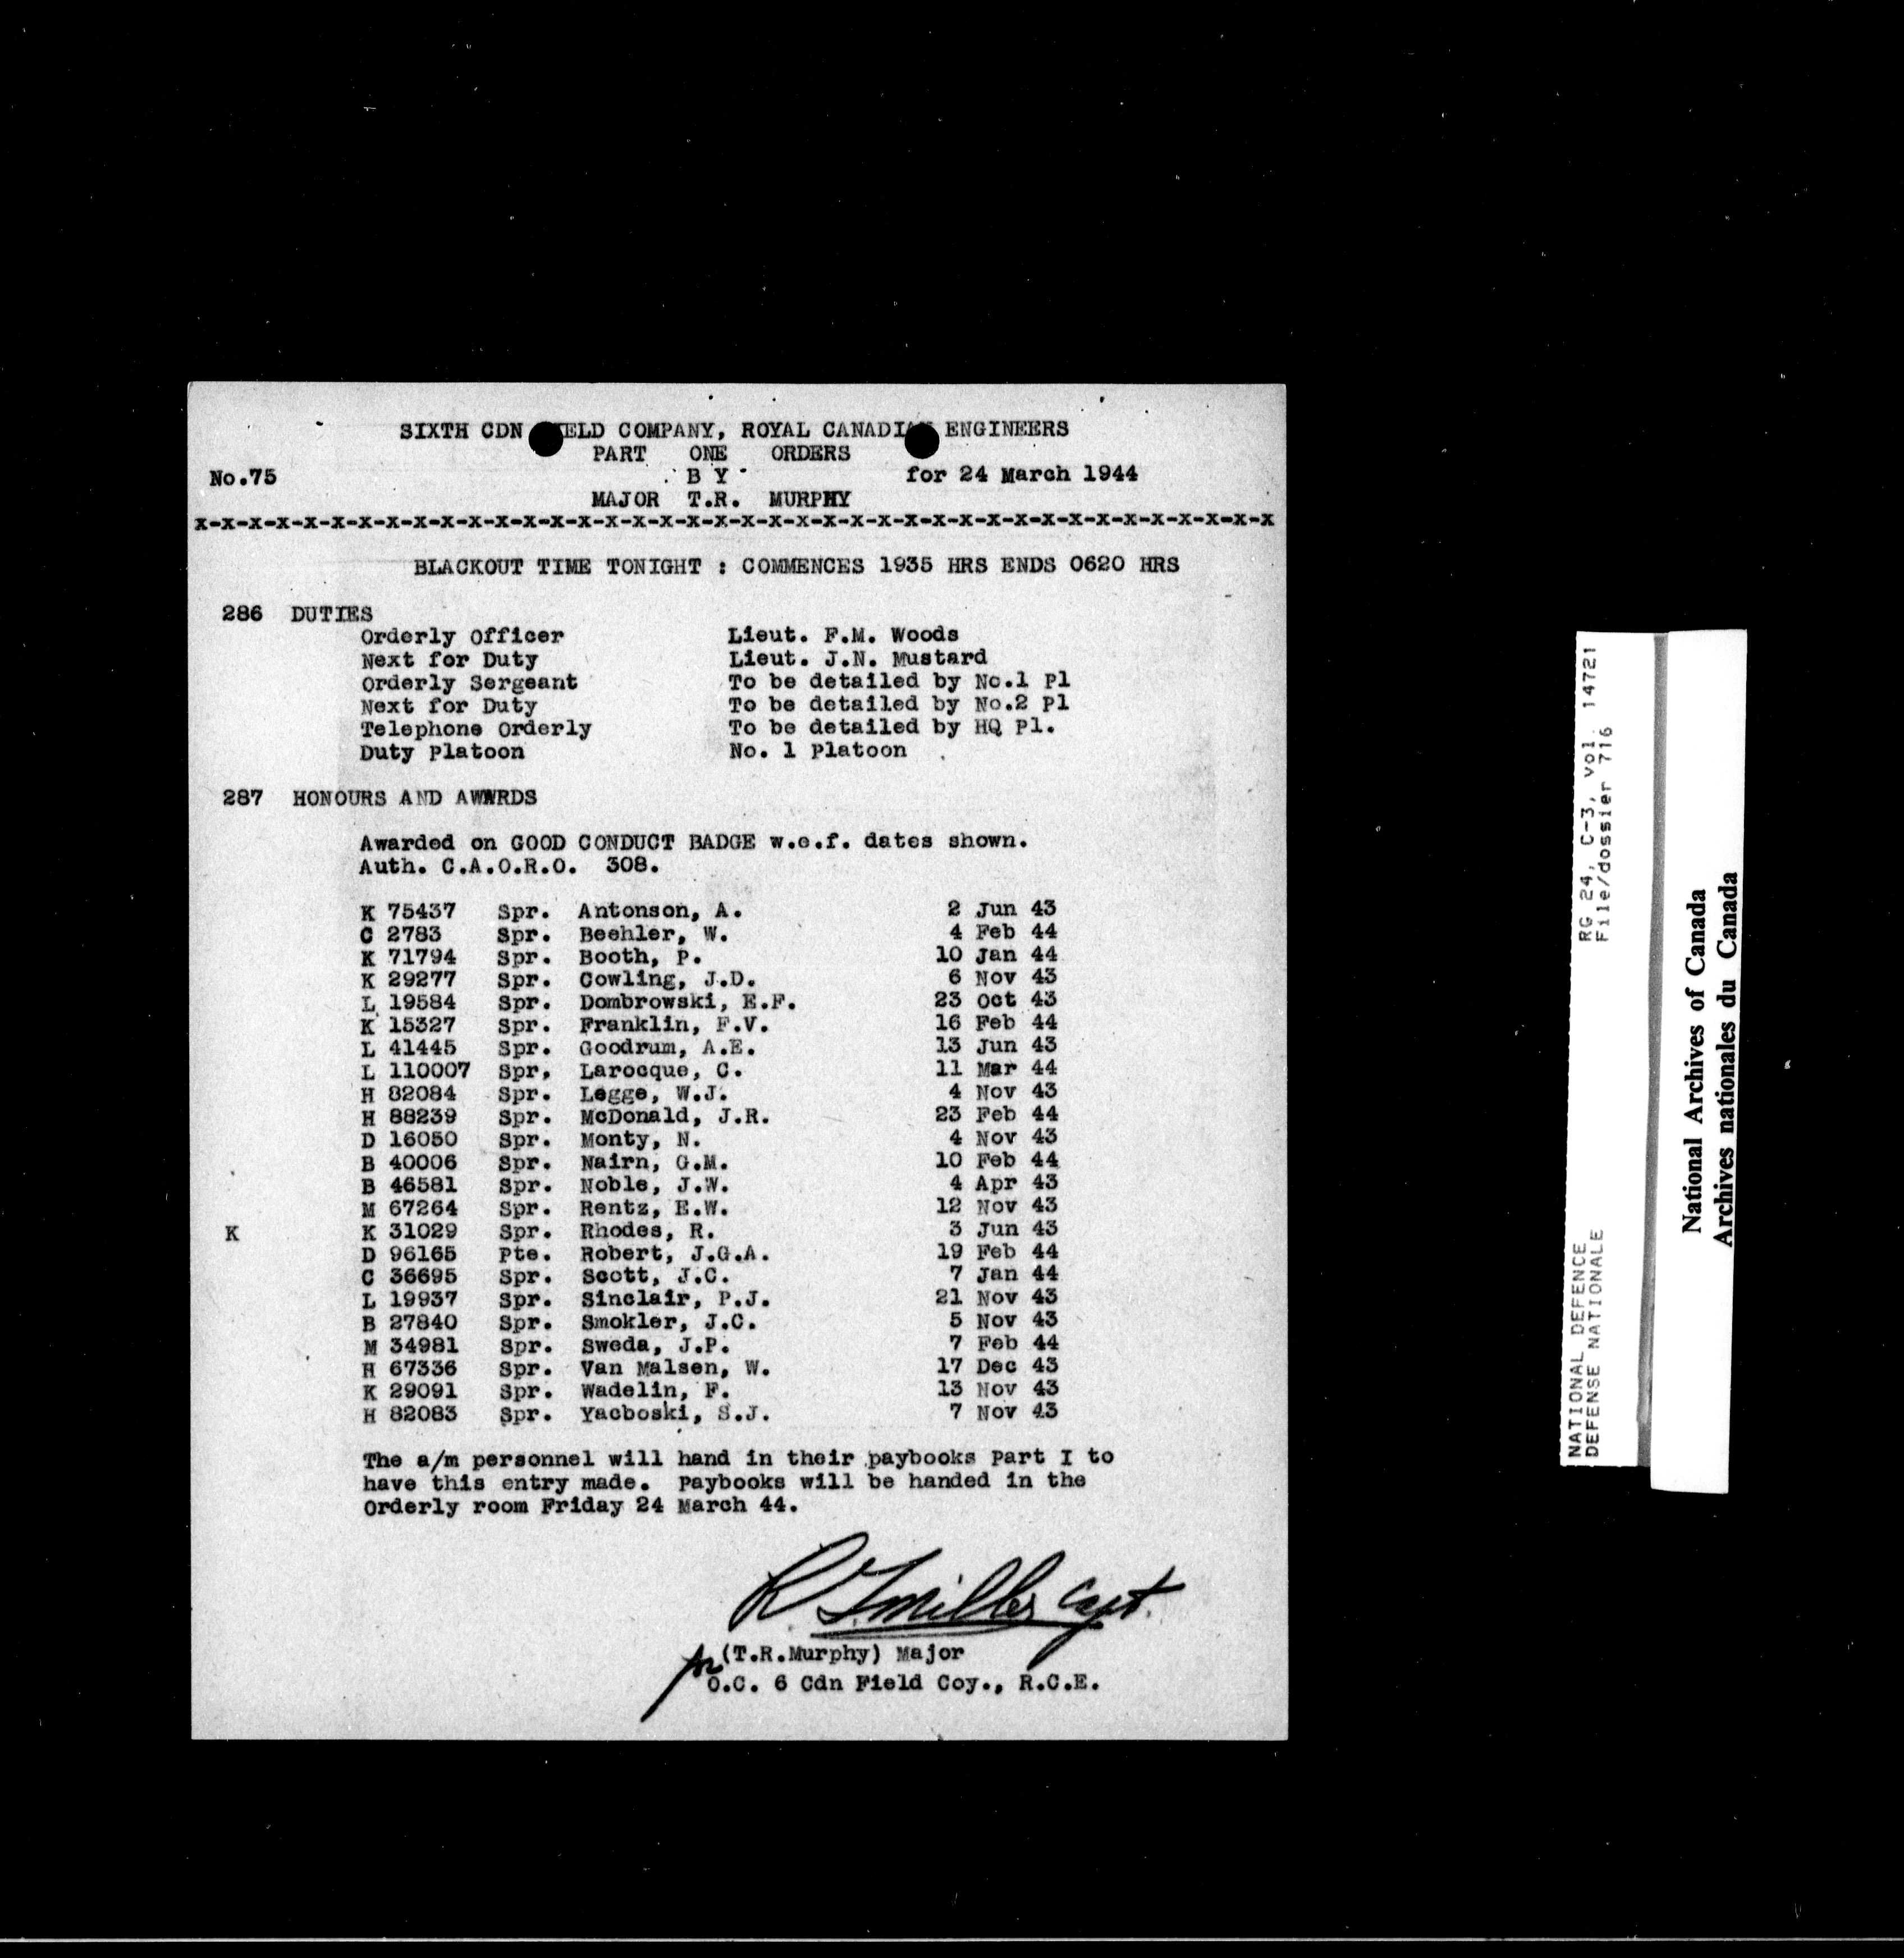 SIXTH CDN ELD COMPANY, ROYAL CANADIAN ENGINEERS
PART ONE ORDERS
No.75 B Y for 24 March 1944
MAJOR T.R. MURPHY
x-x-x-x-x-x-x-x-x-x-x-x-x-x-x-x-x-x-x-x-x-x-x-x-x-x-x-x-x-x-x-x-x-x-x-x-x-x-x-x
BLACKOUT TIME TONIGHT : COMMENCES 1935 HRS ENDS 0620 HRS
286 DUTIES
Orderly Officer Lieut. F.M. Woods
Next for Duty Lieut. J.N. Mustard
Orderly Sergeant To be detailed by No.1 Pl
Next for Duty To be detailed by No.2 Pl
Telephone Orderly To be detailed by HQ Pl.
Duty Platoon No. 1 Platoon
287 HONOURS AND AWWRDS
Awarded on GOOD CONDUCT BADGE w.e.f. dates shown.
Auth. C.A.O.R.O. 308.
K 75437 Spr. Antonson, A. 2 Jun 43
C 2783 Spr. Beehler, W. 4 Feb 44
K 71794 Spr. Booth, P. 10 Jan 44
K 29277 Spr. Cowling, J.D. 6 Nov 43
L 19584 Spr. Dombrowski, E.F. 23 Oct 43
K 15327 Spr. Franklin, F.V. 16 Feb 44
L 41445 Spr. Goodrum, A.E. 13 Jun 43
L 110007 Spr. Larocque, C. 11 Mar 44
H 82084 Spr. Legge, W.J. 4 Nov 43
H 88239 Spr. McDonald, J.R. 23 Feb 44
D 16050 Spr. Monty, N. 4 Nov 43
B 40006 Spr. Nairn, G.M. 10 Feb 44
B 46581 Spr. Noble, J.W. 4 Apr 43
M 67264 Spr. Rentz, E.W. 12 Nov 43
K K 31029 Spr. Rhodes, R. 3 Jun 43
D 96165 Pte. Robert, J.G.A. 19 Feb 44
C 36695 Spr. Scott, J.C. 7 Jan 44
L 19937 Spr. Sinclair, P.J. 21 Nov 43
B 27840 Spr. Smokler, J.C. 5 Nov 43
M 34981 Spr. Sweda, J.P. 7 Feb 44
H 67336 Spr. Van Malsen, W. 17 Dec 43
K 29091 Spr. Wadelin, F. 13 Nov 43
H 82083 Spr. Yacboski, S.J. 7 Nov 43
The a/m personnel will hand in their paybooks Part I to
have this entry made. Paybooks will be handed in the
Orderly room Friday 24 March 44.
R T Miller Capt.
for (T.R.Murphy) Major
O.C. 6 Cdn Field Coy., R.C.E.
NATIONAL DEFENCE RG 24, C-3, vol. 14721
DEFENSE NATIONALE File/dossier 716
National Archives of Canada
Archives nationales du Canada